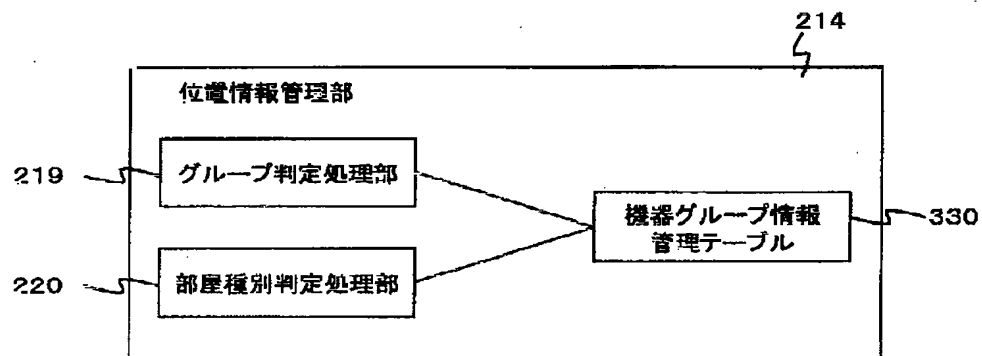 214
位置情報管理部
219
グループ判定処理部
機器グループ情報
管理テーブル
330
220
部屋種別判定処理部